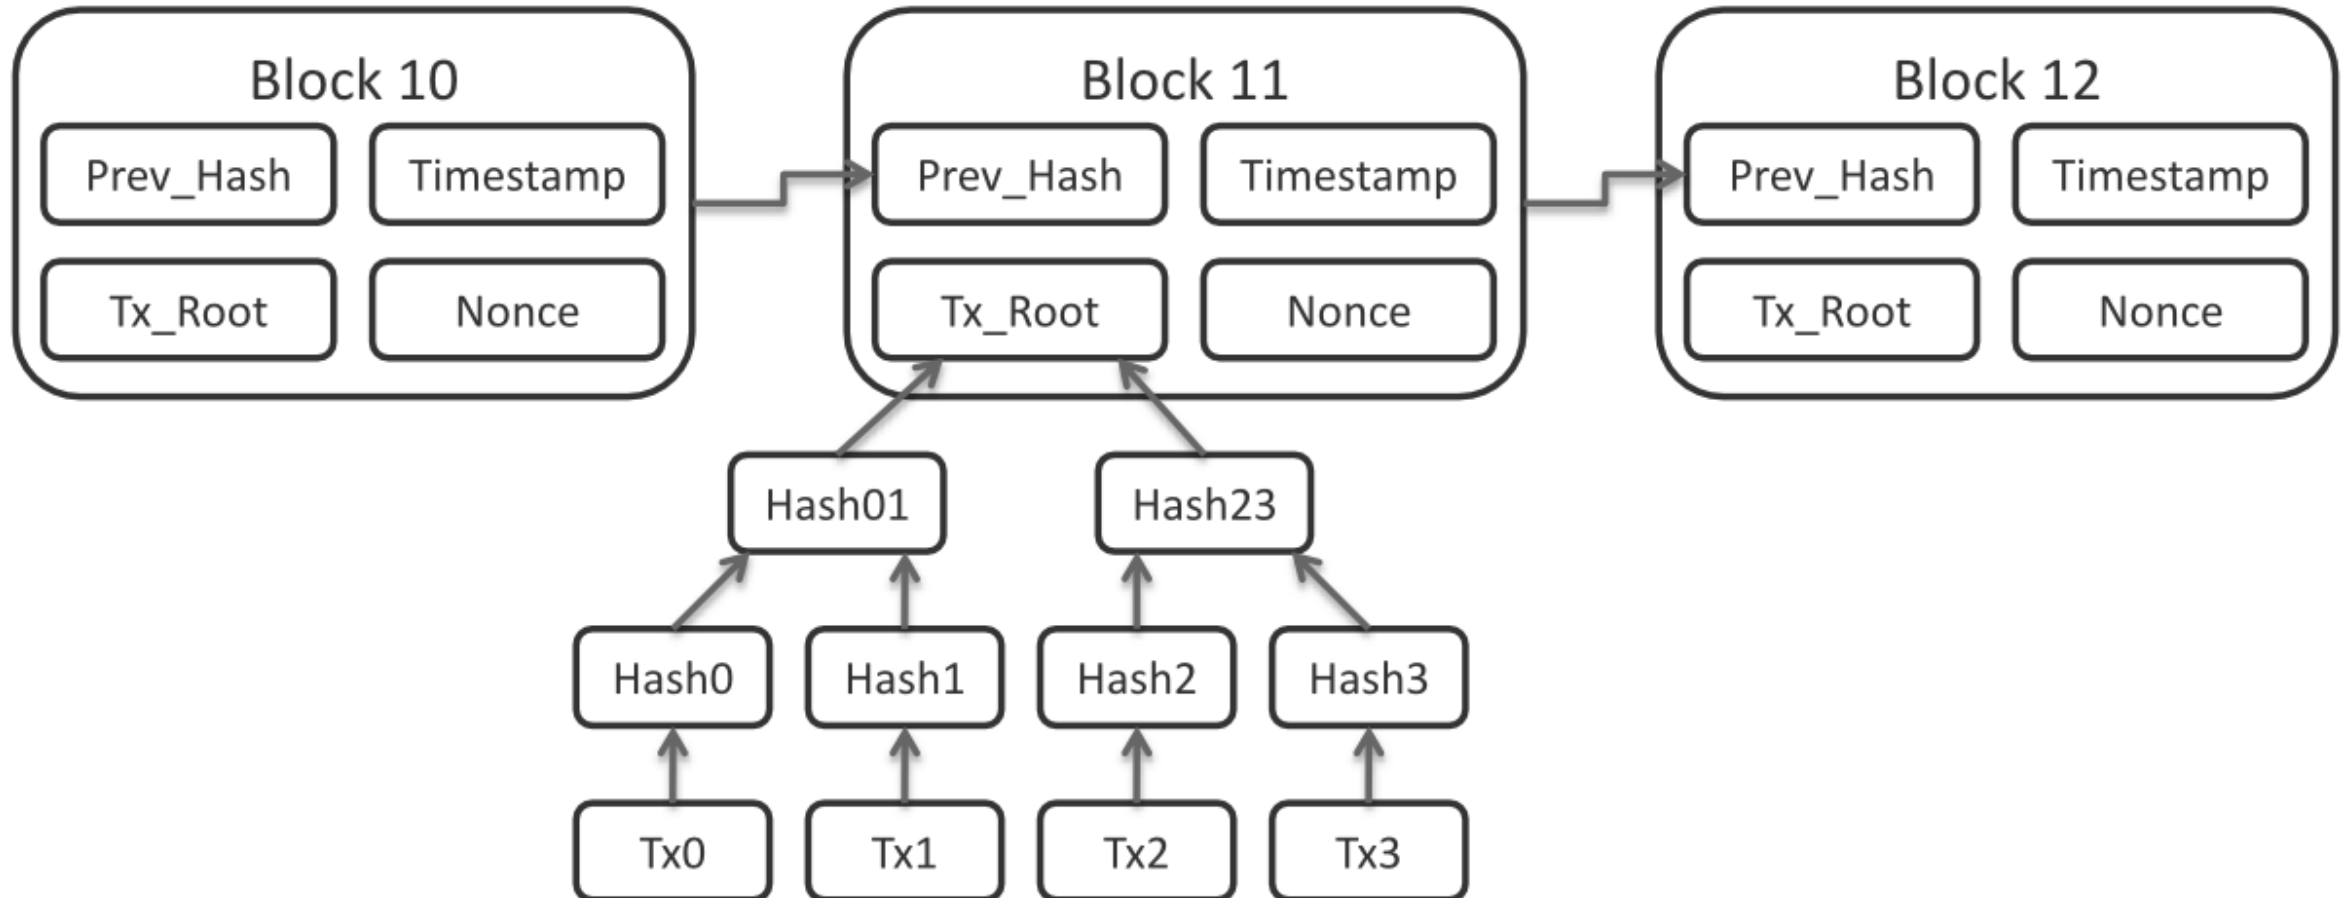 Block 10
Prev_Hash
Timestamp
Tx_Root
Nonce
Block 11
Prev_Hash
Timestamp
Tx_Root
Nonce
Block 12
Prev_Hash
Timestamp
Tx_Root
Nonce
Hash01
Hash23
Hash0
Hash1
Hash2
Hash3
Tx0
Tx1
Tx2
Tx3